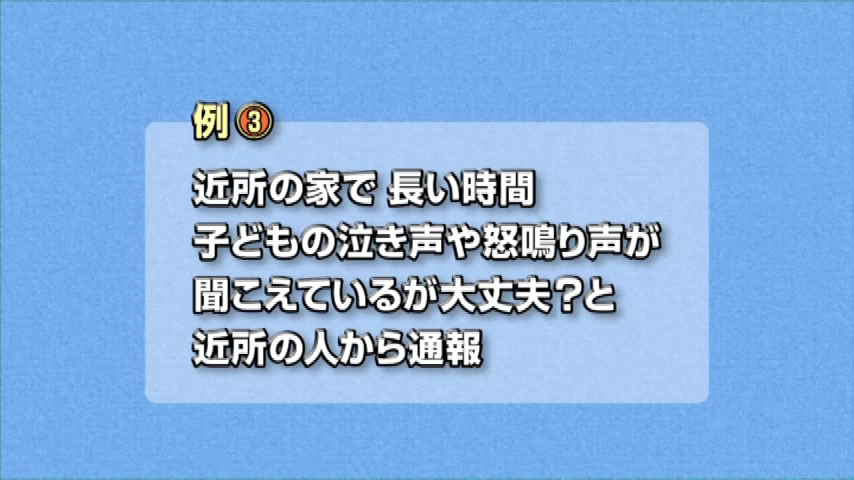 例③
近所の家で 長い時間
子どもの泣き声や怒鳴り声が
聞こえているが大丈夫？と
近所の人から通報